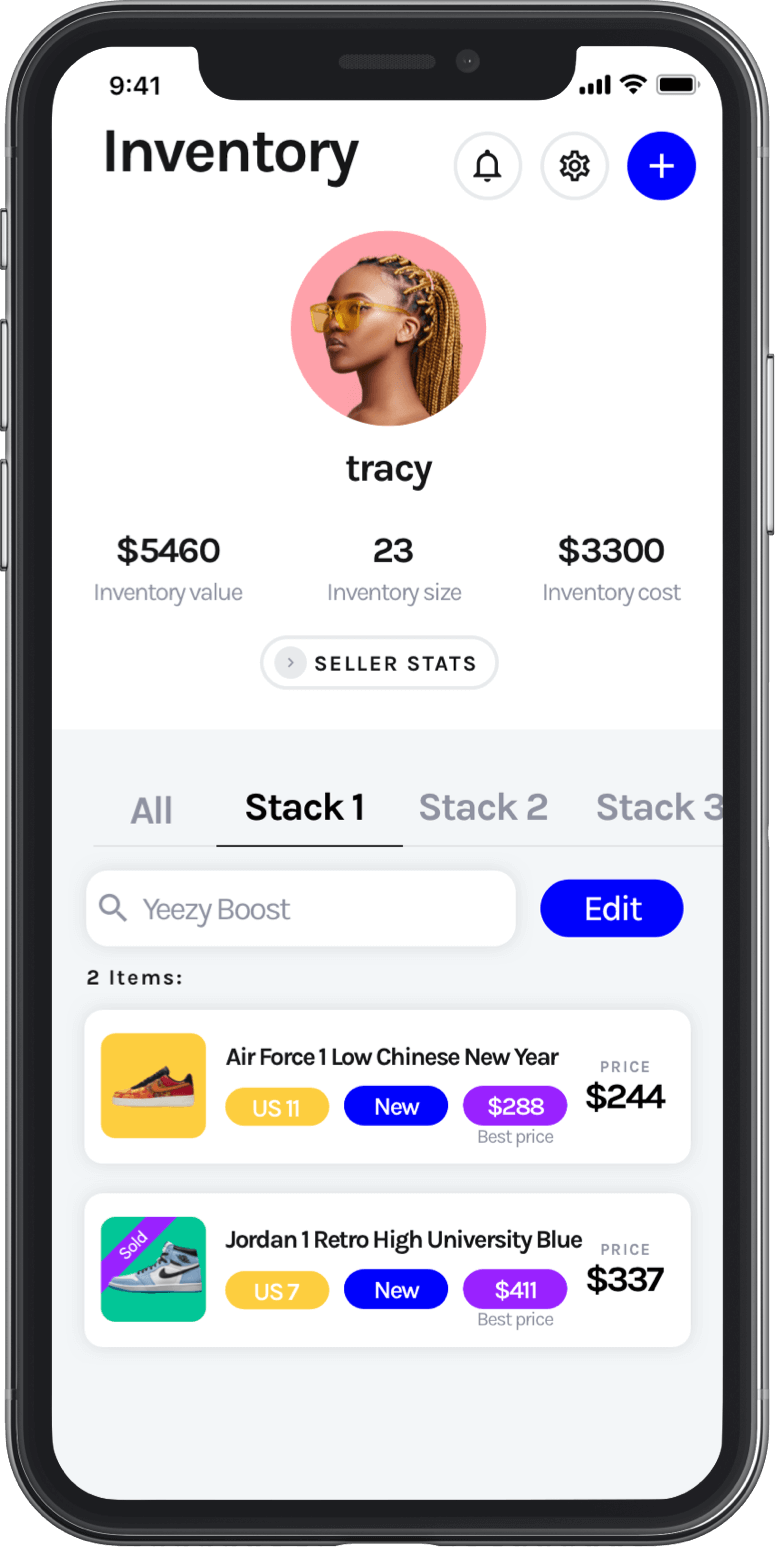 9:41
Inventory
tracy
$5460 23 $3300
Inventory value Inventory size Inventory cost
SELLER STATS
All Stack 1 Stack 2 Stack 3
Yeezy Boost Edit
2 Items:
Air Force 1 Low Chinese New Year
PRICE
US 11 New $288 $244
Best price
Sold
Jordan 1 Retro High University Blue
PRICE
US 7 New $411 $337
Best price